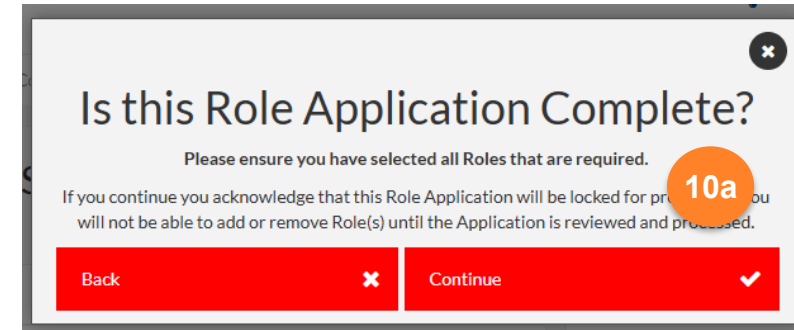 Is this Role Application Complete?
Please ensure you have selected all Roles that are required.
If you continue you acknowledge that this Role Application will be locked for ou
will not be able to add or remove Role(s) until the Application is reviewed and processed.
10a
Back
Continue